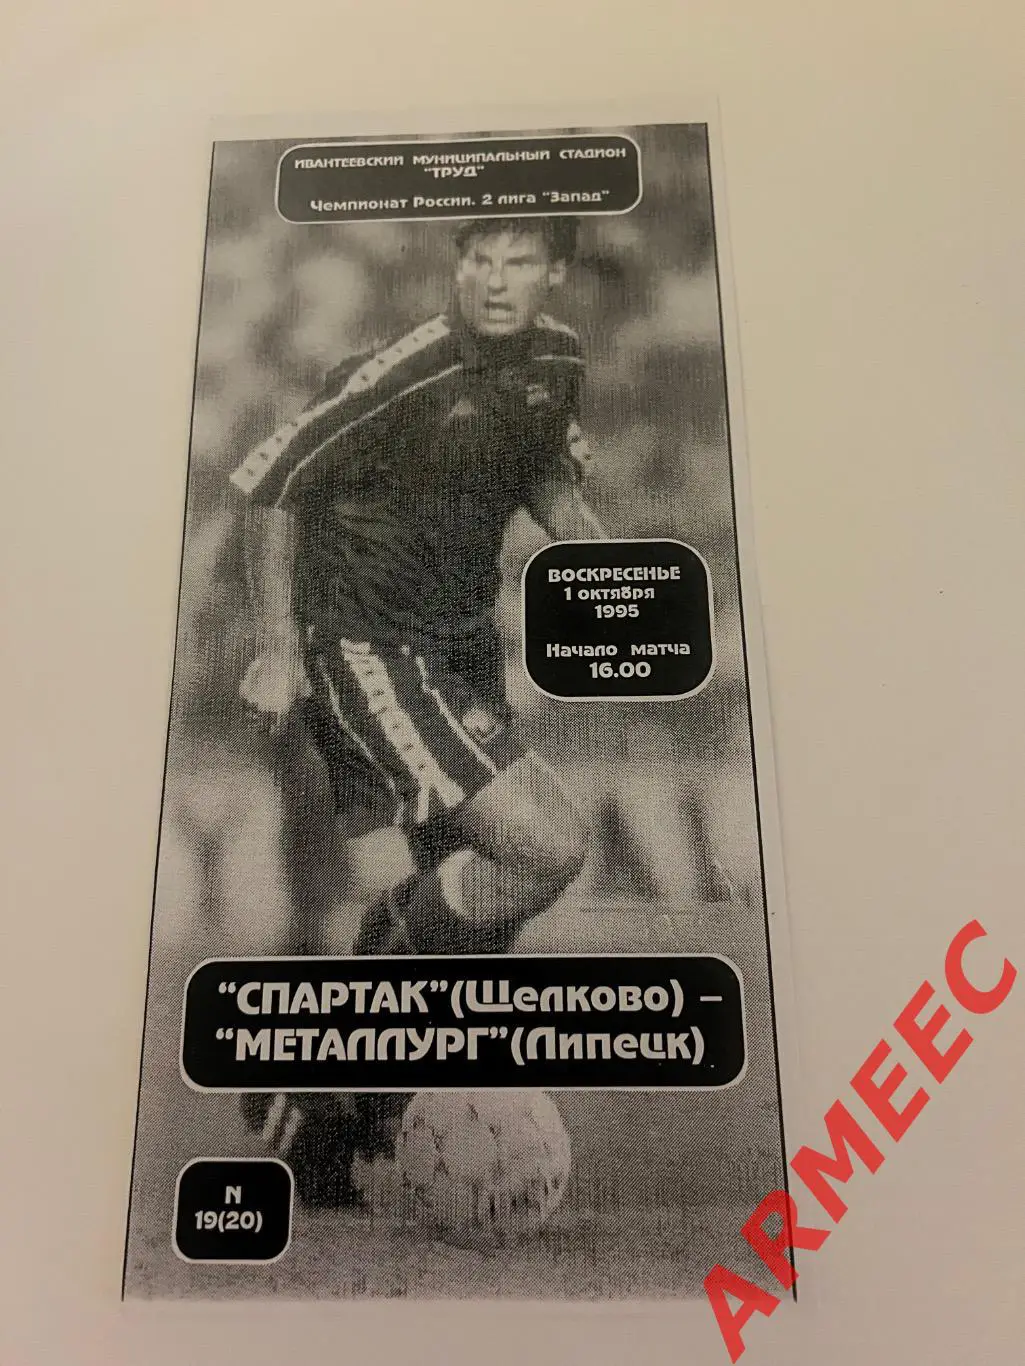 ИВАНТЕЕВСКИЙ МУНИЦИПАЛЬНЫЙ СТАДИОН
"ТРУД"
Чемпионат России. 2 лига "Запад"
ВОСКРЕСЕНЬЕ
1 октября
1995
Начало матча
16.00
"СПАРТАК"(Щелково) –
"МЕТАЛЛУРГ"(Липецк)
N
19(20)
ARMEEC